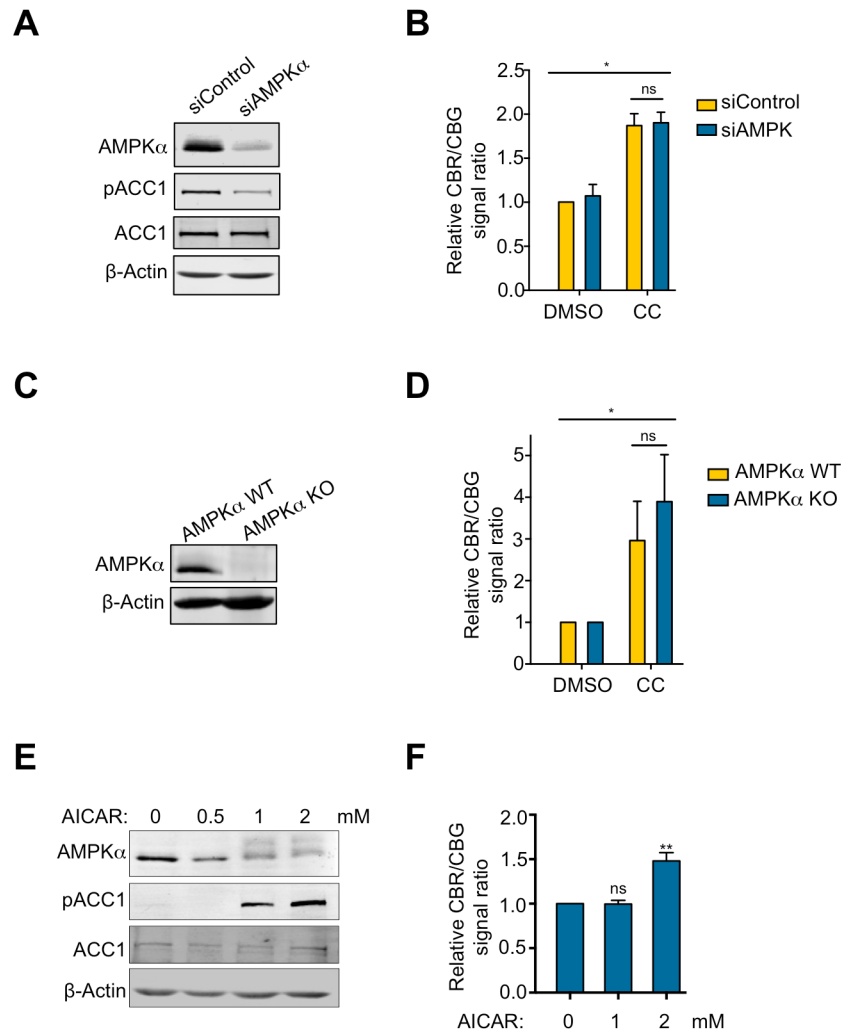 A
siControl
siAMPKα
AMPKα
pACC1
ACC1
β-Actin
B
Relative CBR/CBG
signal ratio
2.5
2.0
1.5
1.0
0.5
0.0
*
ns
siControl
siAMPK
DMSO CC
C
AMPKα WT
AMPKα KO
AMPKα
β-Actin
D
Relative CBR/CBG
signal ratio
5
4
3
2
1
0
*
ns
AMPKα WT
AMPKα KO
DMSO CC
E
AICAR: 0 0.5 1 2 mM
AMPKα
pACC1
ACC1
β-Actin
F
Relative CBR/CBG
signal ratio
2.0
1.5
1.0
0.5
0.0
ns
**
AICAR: 0 1 2 mM